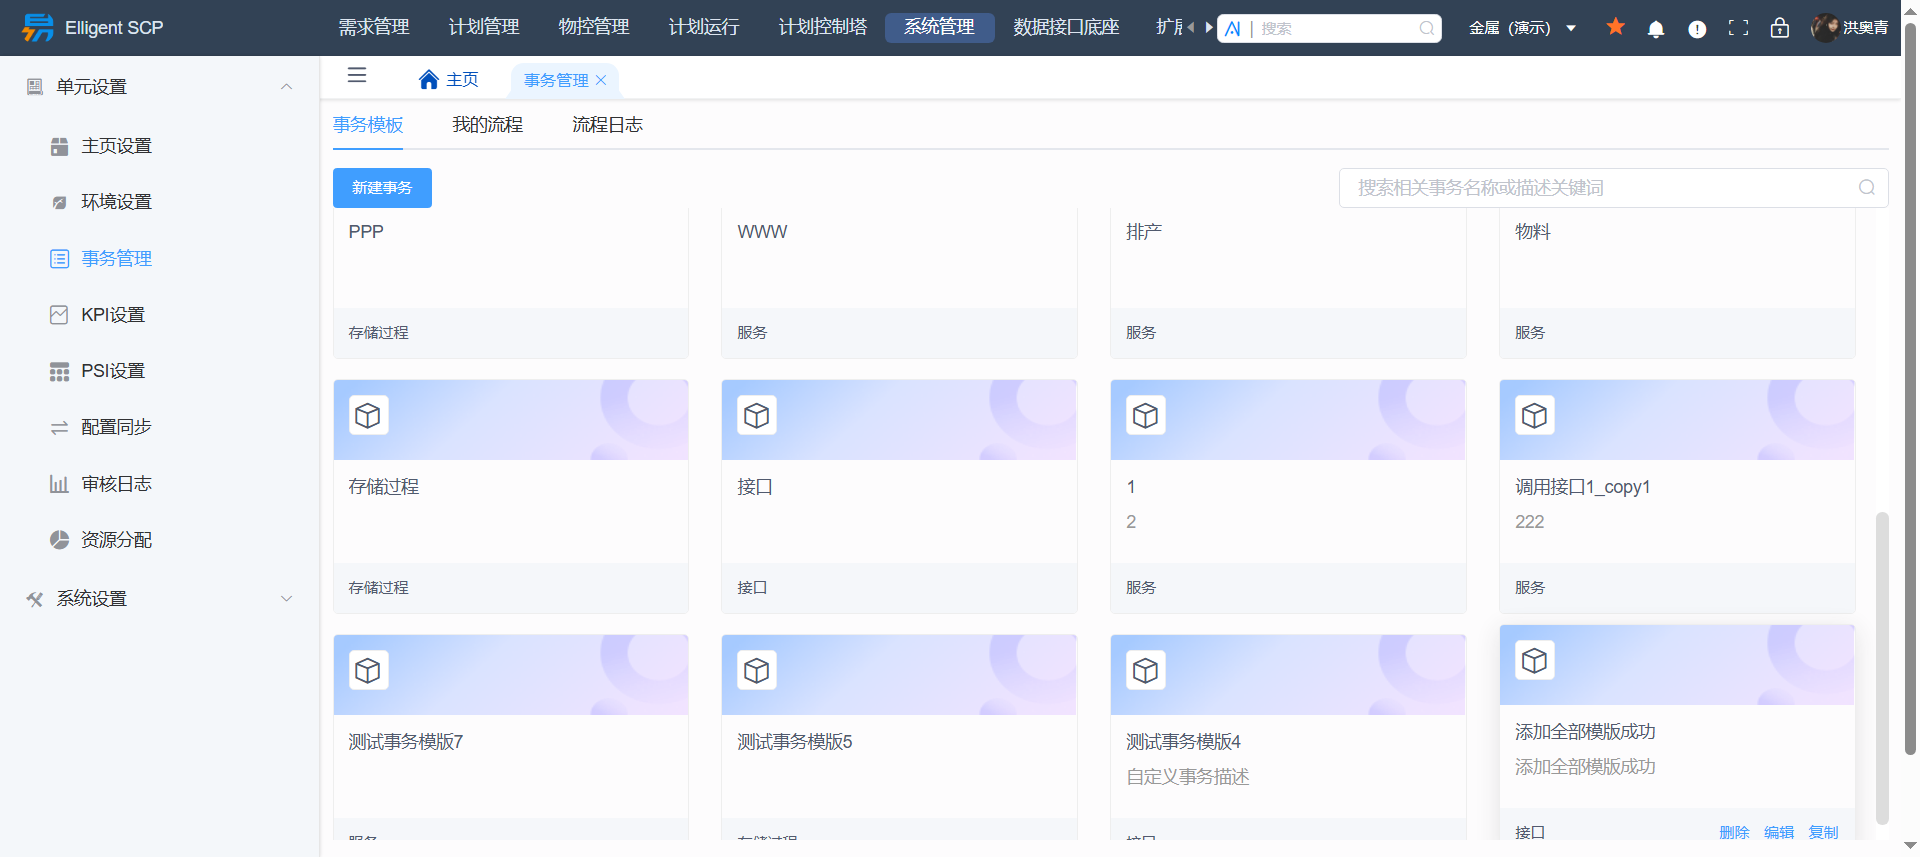 Elligent SCP
需求管理
计划管理
物控管理
计划运行
计划控制塔
系统管理
数据接口底座
扩
搜索
金属（演示）
洪奥青
单元设置
主页设置
环境设置
事务管理
KPI设置
PSI设置
配置同步
审核日志
资源分配
系统设置
主页
事务管理
事务模板
我的流程
流程日志
新建事务
搜索相关事务名称或描述关键词
PPP
WWW
排产
物料
存储过程
服务
服务
服务
存储过程
接口
1
2
调用接口1_copy1
222
存储过程
接口
服务
服务
测试事务模版7
测试事务模版5
测试事务模版4
自定义事务描述
添加全部模版成功
添加全部模版成功
服务
存储过程
接口
接口
删除
编辑
复制